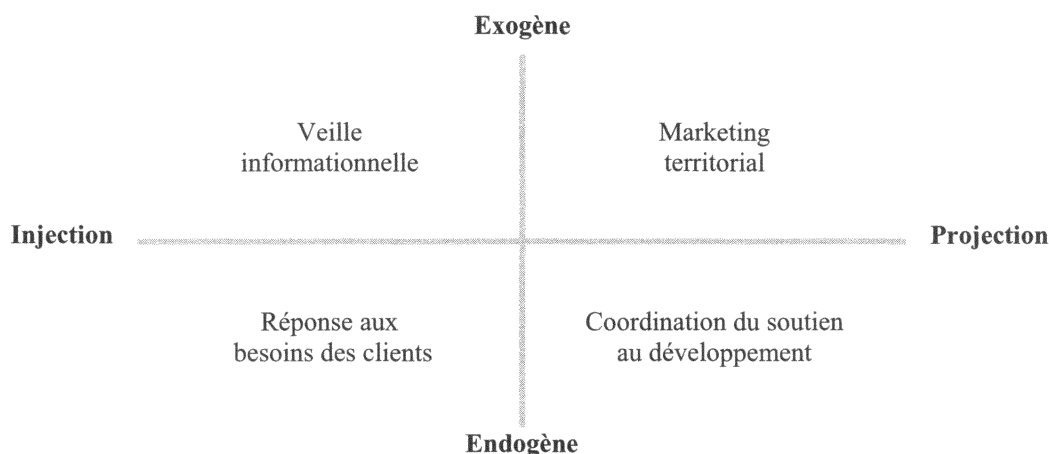 Exogène
Veille
informationnelle
Marketing
territorial
Injection
Projection
Réponse aux
besoins des clients
Coordination du soutien
au développement
Endogène